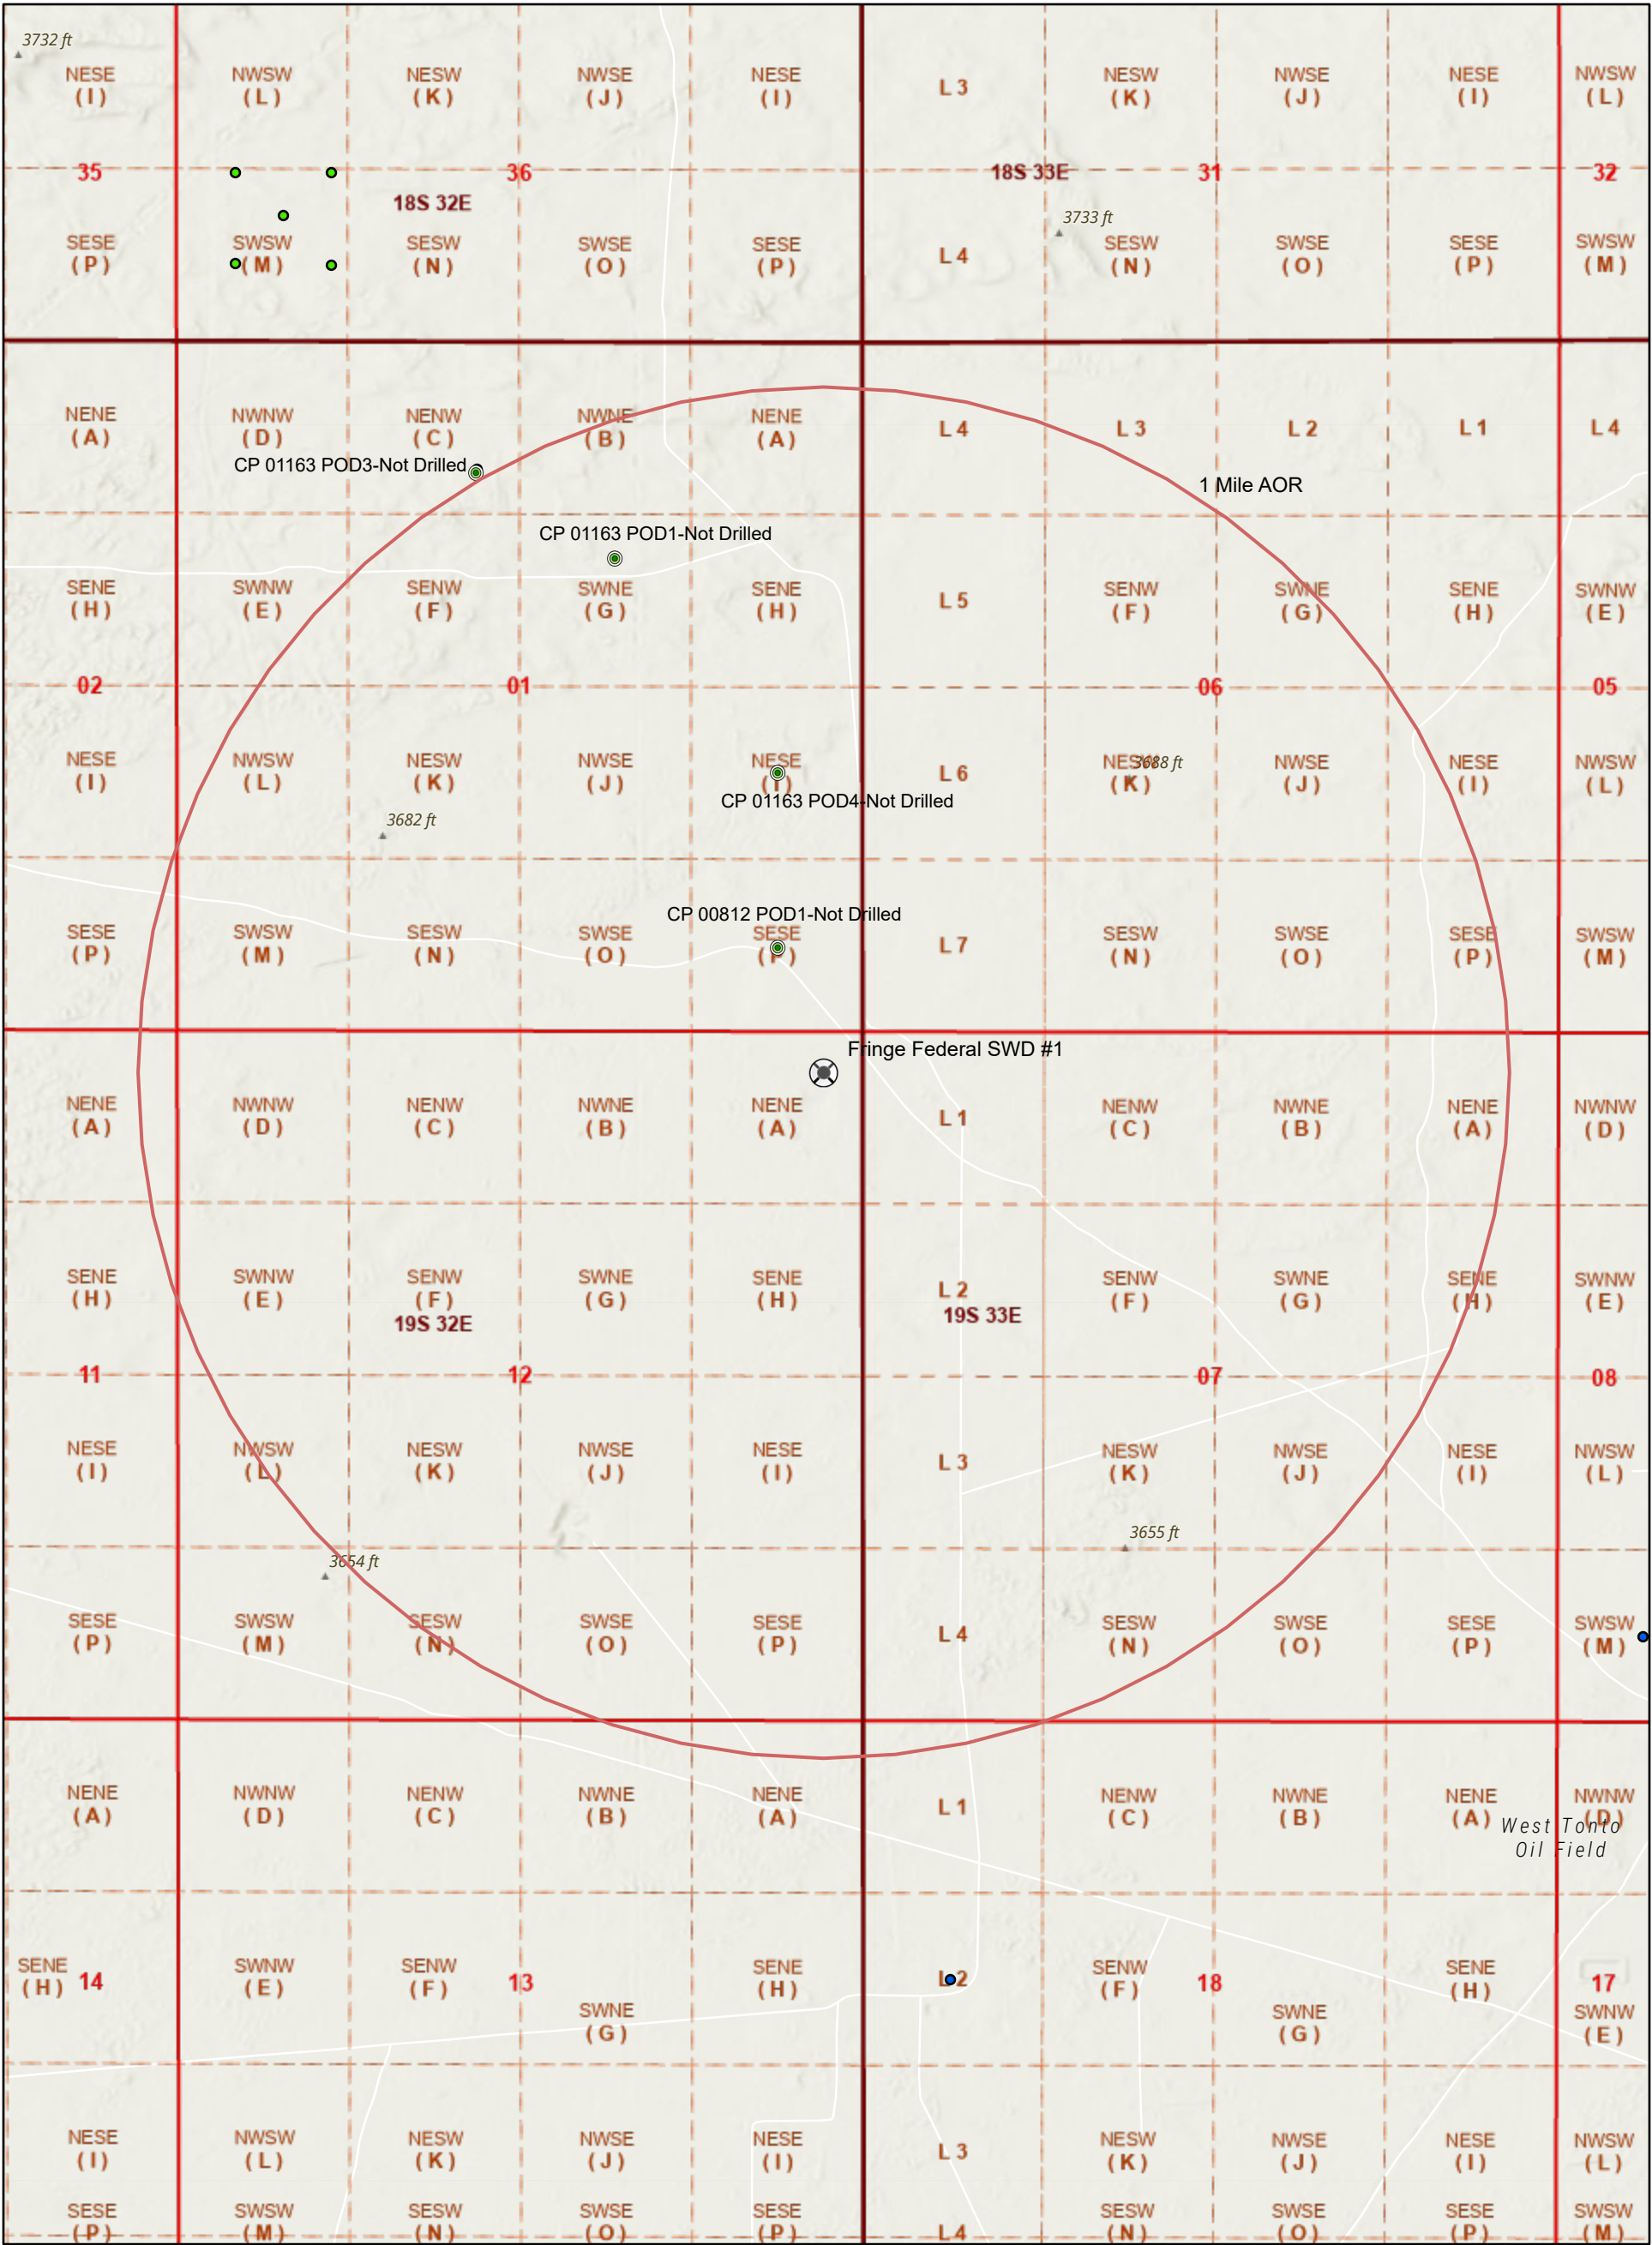 3732 ft
NESE NWSW NESW NWSE NESE L 3 NESW NWSE NESE NWSW
(I) (L) (K) (J) (I) (K) (J) (I) (L)
35 36 18S 33E 31 32
18S 32E
3733 ft
SESE SWSW SESW SWSE SESE L 4 SESW SWSE SESE SWSW
(P) (M) (N) (O) (P) (N) (O) (P) (M)
NENE NWNW NENW NWNE NENE L 4 L 3 L 2 L 1 L 4
(A) (D) (C) (B) (A)
CP 01163 POD3-Not Drilled
1 Mile AOR
CP 01163 POD1-Not Drilled
SENE SWNW SENW SWNE SENE L 5 SENW SWNE SENE SWNW
(H) (E) (F) (G) (H) (F) (G) (H) (E)
02 01 06 05
NESE NWSW NESW NWSE NESE L 6 NESW 3688 ft NWSE NESE NWSW
(I) (L) (K) (J) (I) (K) (J) (I) (L)
CP 01163 POD4-Not Drilled
3682 ft
CP 00812 POD1-Not Drilled
SESE SWSW SESW SWSE SESE L 7 SESW SWSE SESE SWSW
(P) (M) (N) (O) (P) (N) (O) (P) (M)
Fringe Federal SWD #1
NENE NWNW NENW NWNE NENE L 1 NENW NWNE NENE NWNW
(A) (D) (C) (B) (A) (C) (B) (A) (D)
SENE SWNW SENW SWNE SENE L 2 SENW SWNE SENE SWNW
(H) (E) (F) (G) (H) (F) (G) (H) (E)
19S 32E 19S 33E
11 12 07 08
NESE NWSW NESW NWSE NESE L 3 NESW NWSE NESE NWSW
(I) (L) (K) (J) (I) (K) (J) (I) (L)
3655 ft
3654 ft
SESE SWSW SESW SWSE SESE L 4 SESW SWSE SESE SWSW
(P) (M) (N) (O) (P) (N) (O) (P) (M)
NENE NWNW NENW NWNE NENE L 1 NENW NWNE NENE NWNW
(A) (D) (C) (B) (A) (C) (B) (A) (D)
West Tonto
Oil Field
SENE SWNW SENW SENE L 2 SENW SENE
(H) 14 (E) (F) 13 (H) (F) 18 (H) 17
SWNE SWNE SWNW
(G) (G) (E)
NESE NWSW NESW NWSE NESE L 3 NESW NWSE NESE NWSW
(I) (L) (K) (J) (I) (K) (J) (I) (L)
SESE SWSW SESW SWSE SESE L 4 SESW SWSE SESE SWSW
(P) (M) (N) (O) (P) (N) (O) (P) (M)